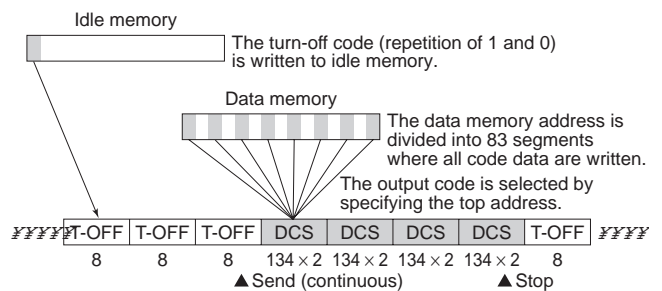 Idle memory
The turn-off code (repetition of 1 and 0)
is written to idle memory.
Data memory
The data memory address is
divided into 83 segments
where all code data are written.
The output code is selected by
specifying the top address.
T-OFF T-OFF T-OFF DCS DCS DCS DCS T-OFF
8 8 8 134 × 2 134 × 2 134 × 2 134 × 2 8
▲Send (continuous) ▲Stop